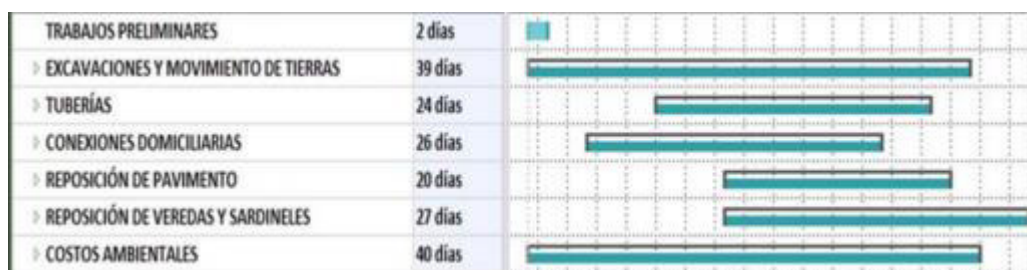 TRABAJOS PRELIMINARES 2 días
EXCAVACIONES Y MOVIMIENTO DE TIERRAS 39 días
TUBERÍAS 24 días
CONEXIONES DOMICILIARIAS 26 días
REPOSICIÓN DE PAVIMENTO 20 días
REPOSICIÓN DE VEREDAS Y SARDINELES 27 días
COSTOS AMBIENTALES 40 días